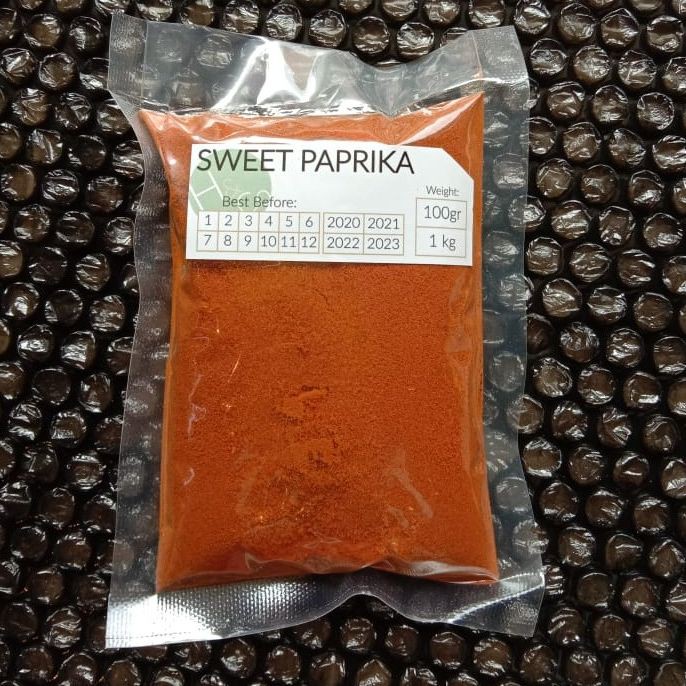 SWEET PAPRIKA
Best Before:
1 2 3 4 5 6 2020 2021
7 8 9 10 11 12 2022 2023
Weight:
100gr
1 kg